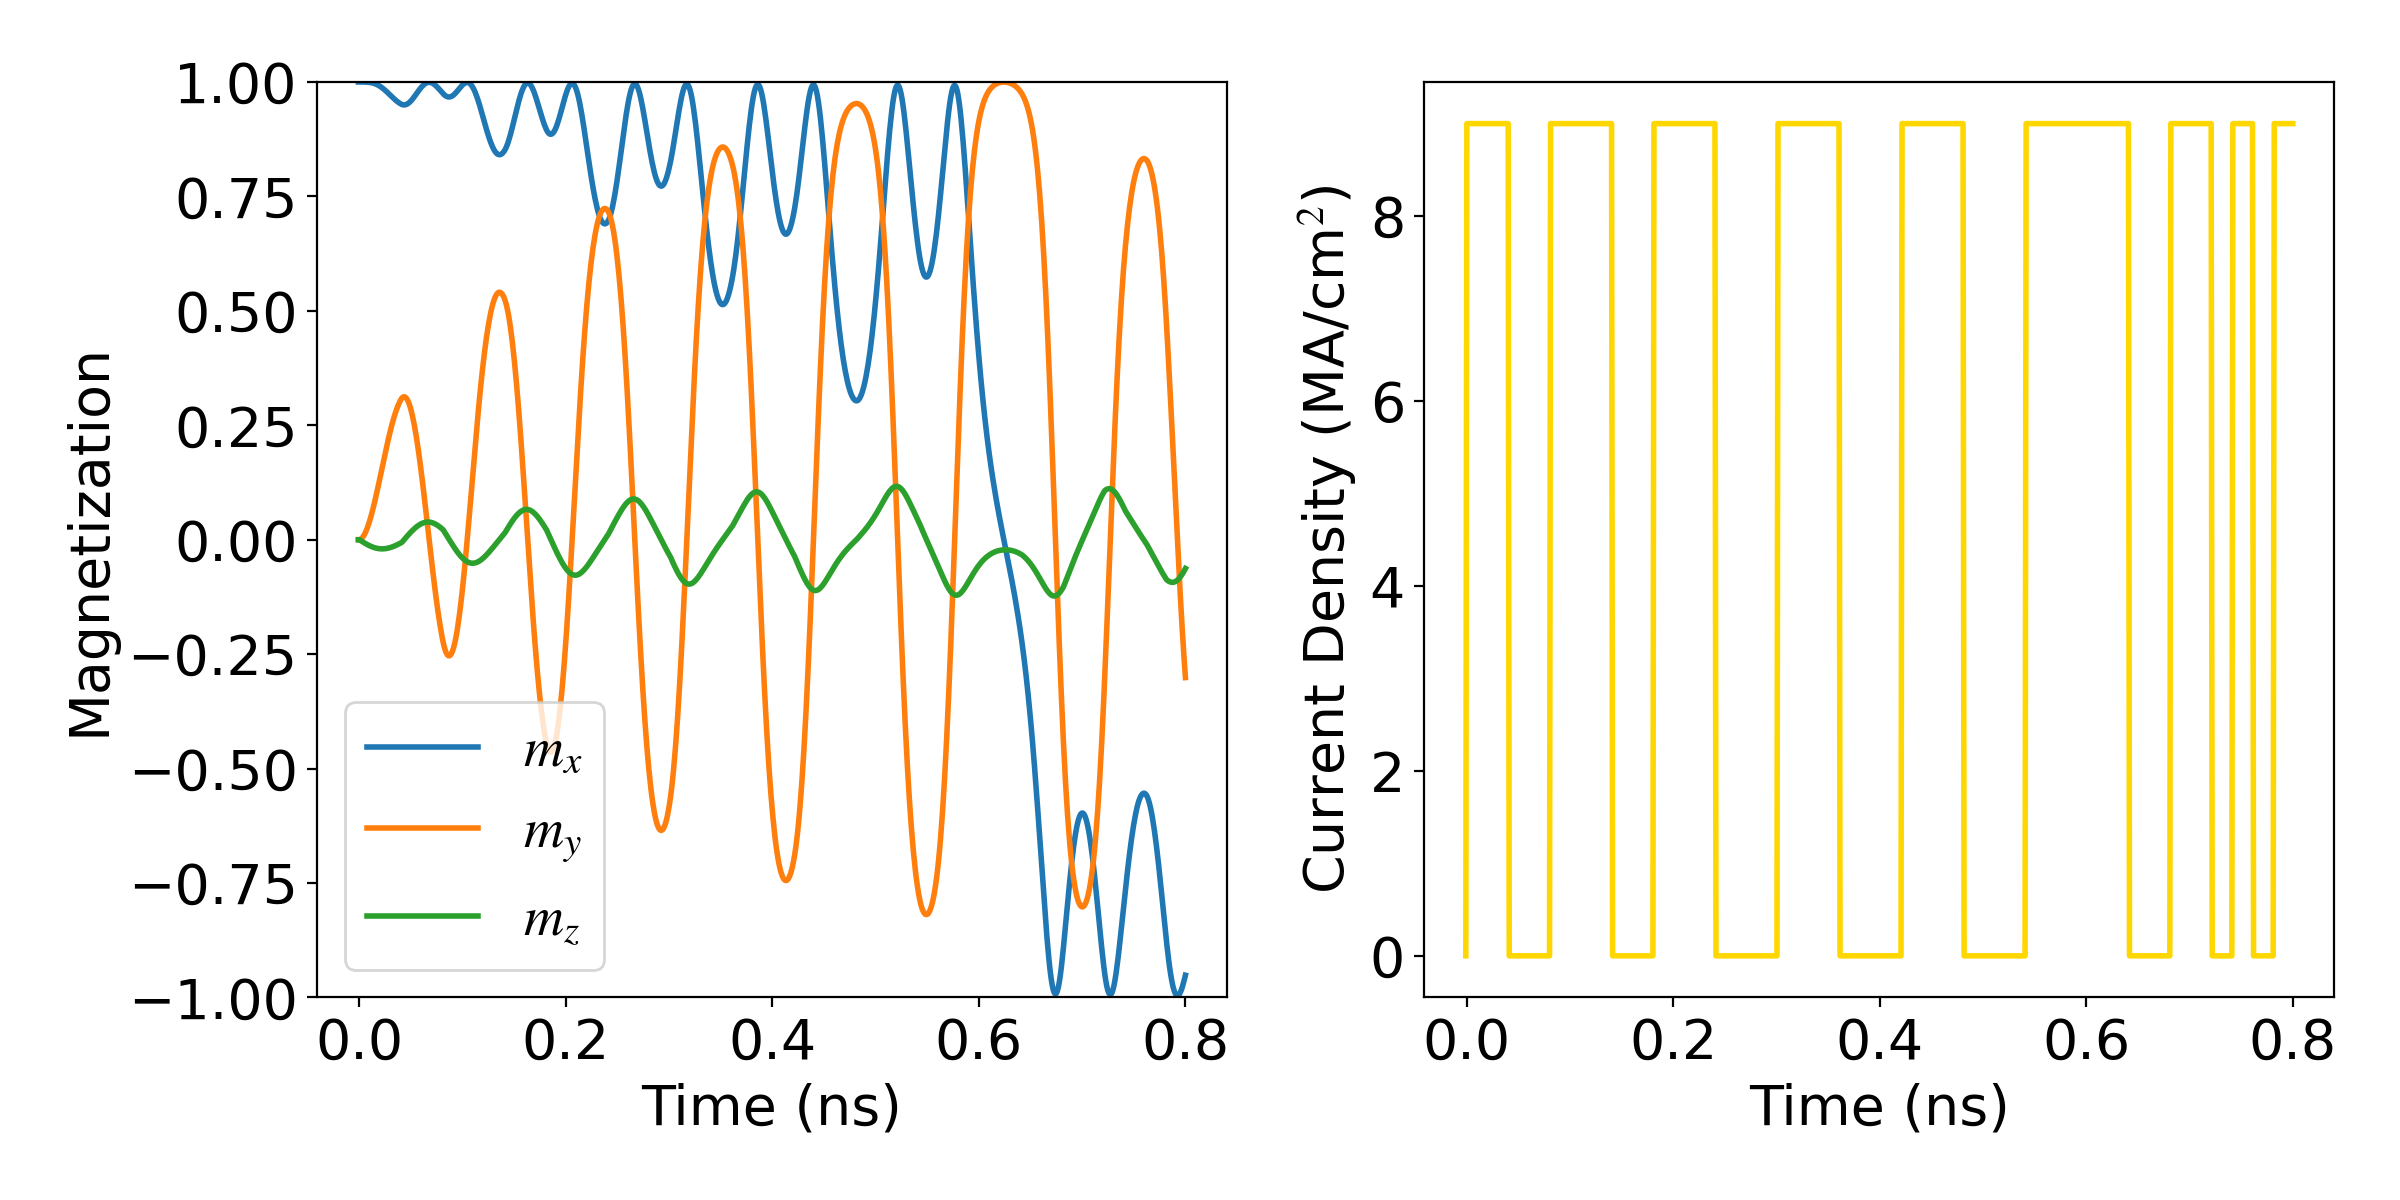 Magnetization
1.00
0.75
0.50
0.25
0.00
−0.25
−0.50
−0.75
−1.00
m_x
m_y
m_z
0.0 0.2 0.4 0.6 0.8
Time (ns)
Current Density (MA/cm²)
8
6
4
2
0
0.0 0.2 0.4 0.6 0.8
Time (ns)